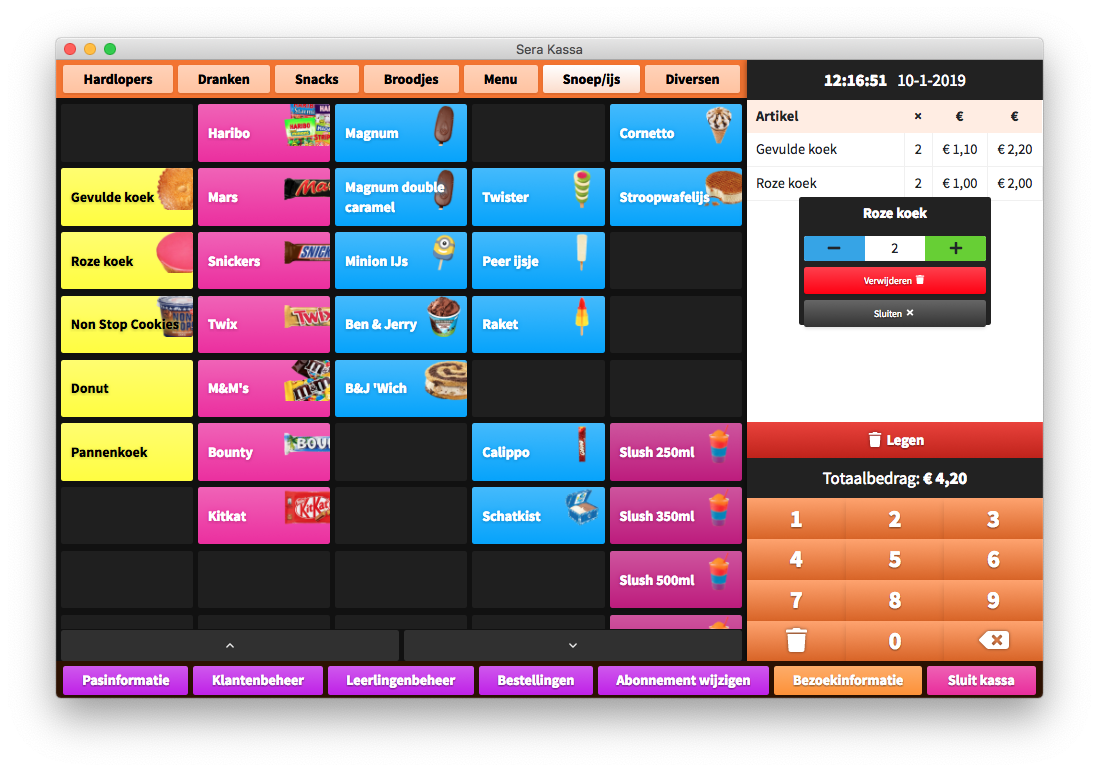 Sera Kassa
Hardlopers Dranken Snacks Broodjes Menu Snoep/ijs Diversen
12:16:51 10-1-2019
Artikel × € €
Gevulde koek 2 € 1,10 € 2,20
Roze koek 2 € 1,00 € 2,00
Roze koek
− 2 +
Verwijderen
Sluiten ×
Legen
Totaalbedrag: € 4,20
1 2 3
4 5 6
7 8 9
0
Haribo Magnum Cornetto
Gevulde koek Mars Magnum double caramel Twister Stroopwafelijs
Roze koek Snickers Minion IJs Peer ijsje
Non Stop Cookies Twix Ben & Jerry Raket
Donut M&M's B&J 'Wich
Pannenkoek Bounty Calippo Slush 250ml
Kitkat Schatkist Slush 350ml
Slush 500ml
Pasinformatie Klantenbeheer Leerlingenbeheer Bestellingen Abonnement wijzigen Bezoekinformatie Sluit kassa